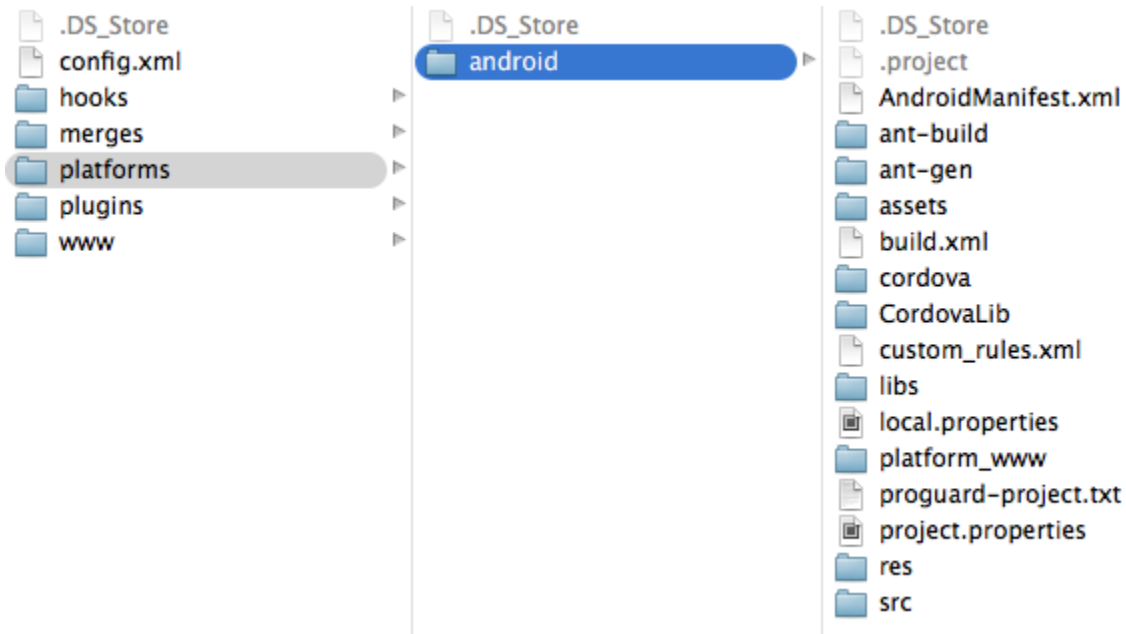 .DS_Store
config.xml
hooks
merges
platforms
plugins
www
.DS_Store
android
.DS_Store
.project
AndroidManifest.xml
ant-build
ant-gen
assets
build.xml
cordova
CordovaLib
custom_rules.xml
libs
local.properties
platform_www
proguard-project.txt
project.properties
res
src